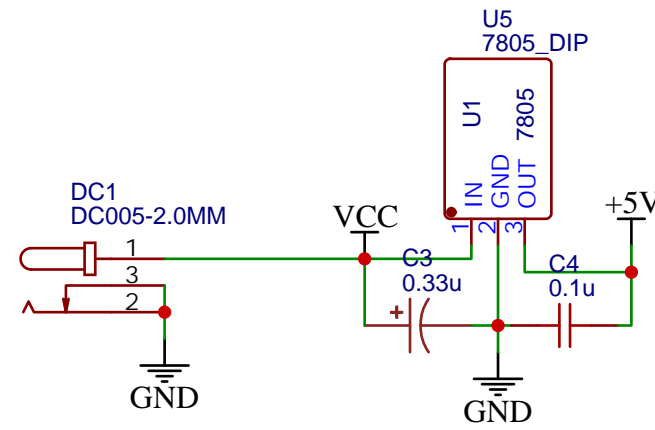 U5
7805_DIP
U1
7805
IN
GND
OUT
1
2
3
DC1
DC005-2.0MM
1
3
2
VCC
C3
0.33u
+
C4
0.1u
+5V
GND
GND